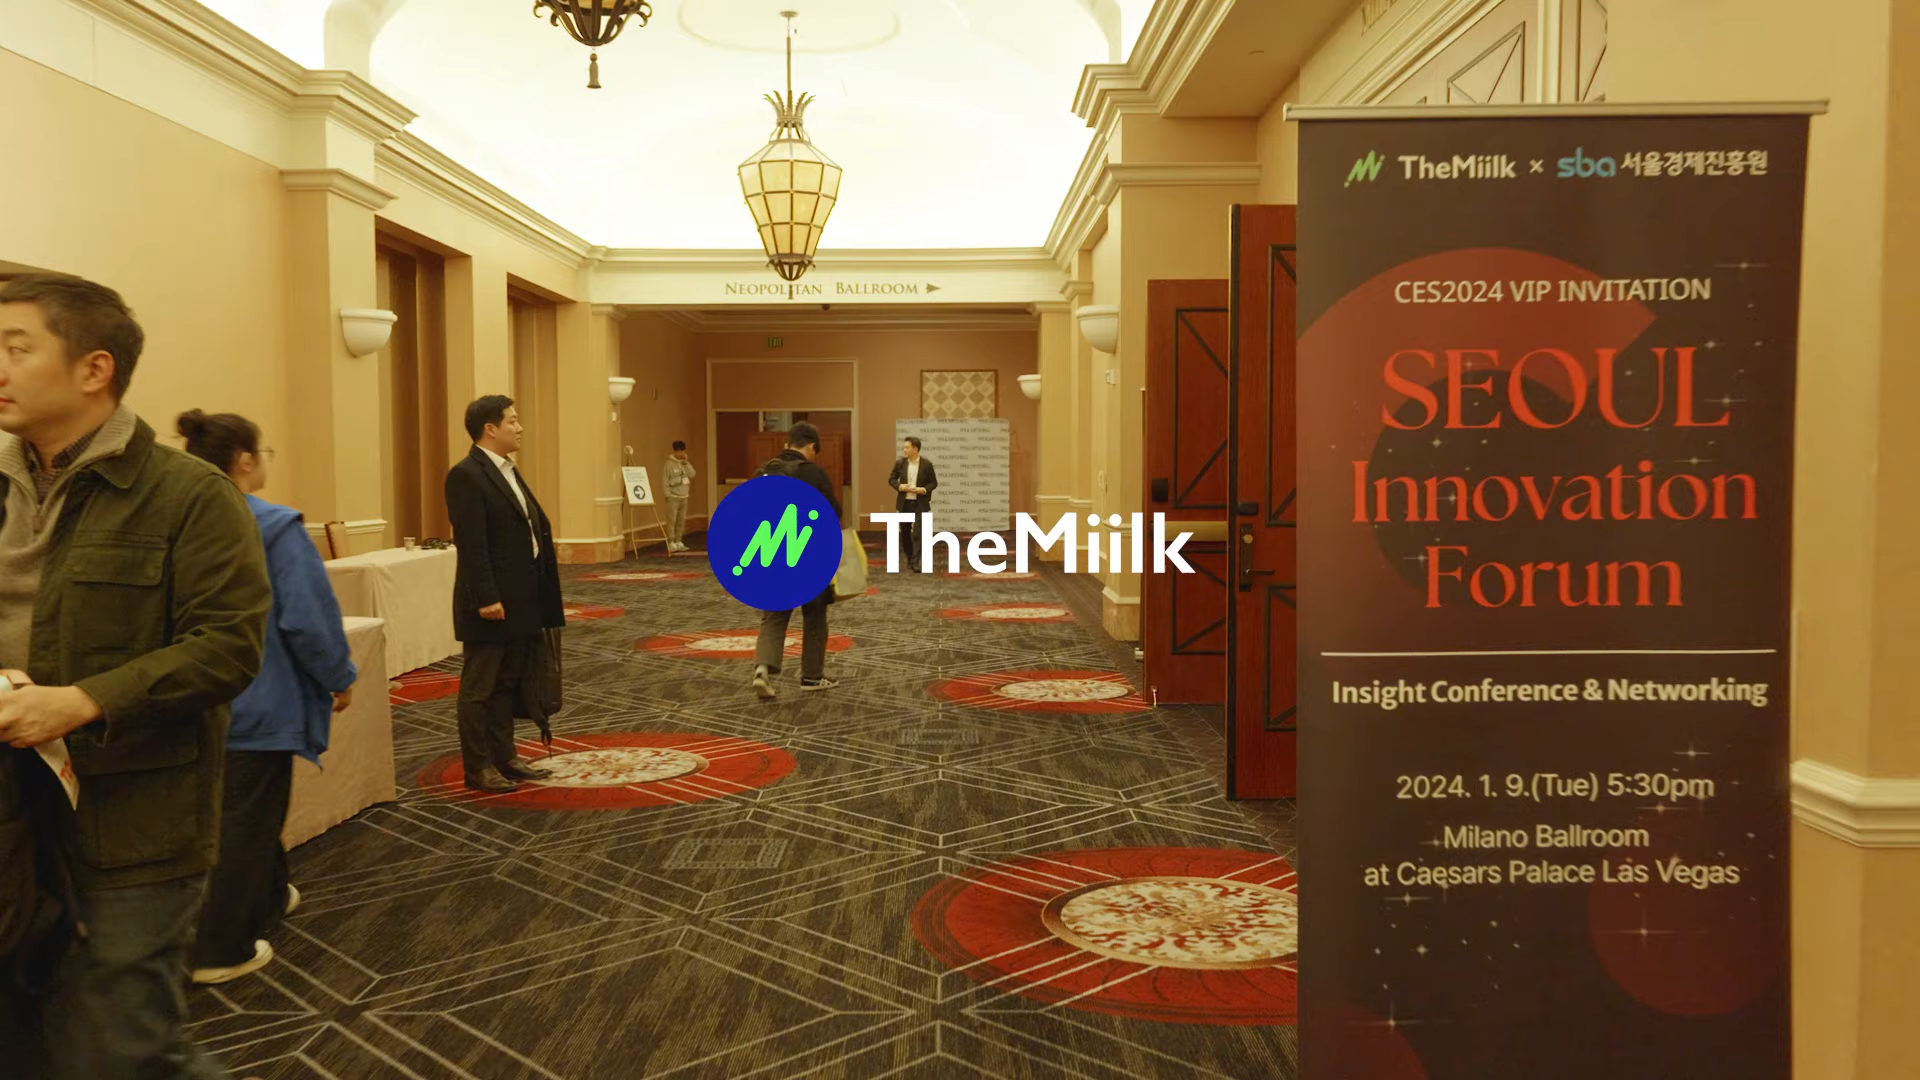 TheMiilk × sba 서울경제진흥원
CES2024 VIP INVITATION
SEOUL
Innovation
Forum
Insight Conference & Networking
2024. 1. 9.(Tue) 5:30pm
Milano Ballroom
at Caesars Palace Las Vegas
NEOPOLITAN BALLROOM
EXIT
TheMiilk